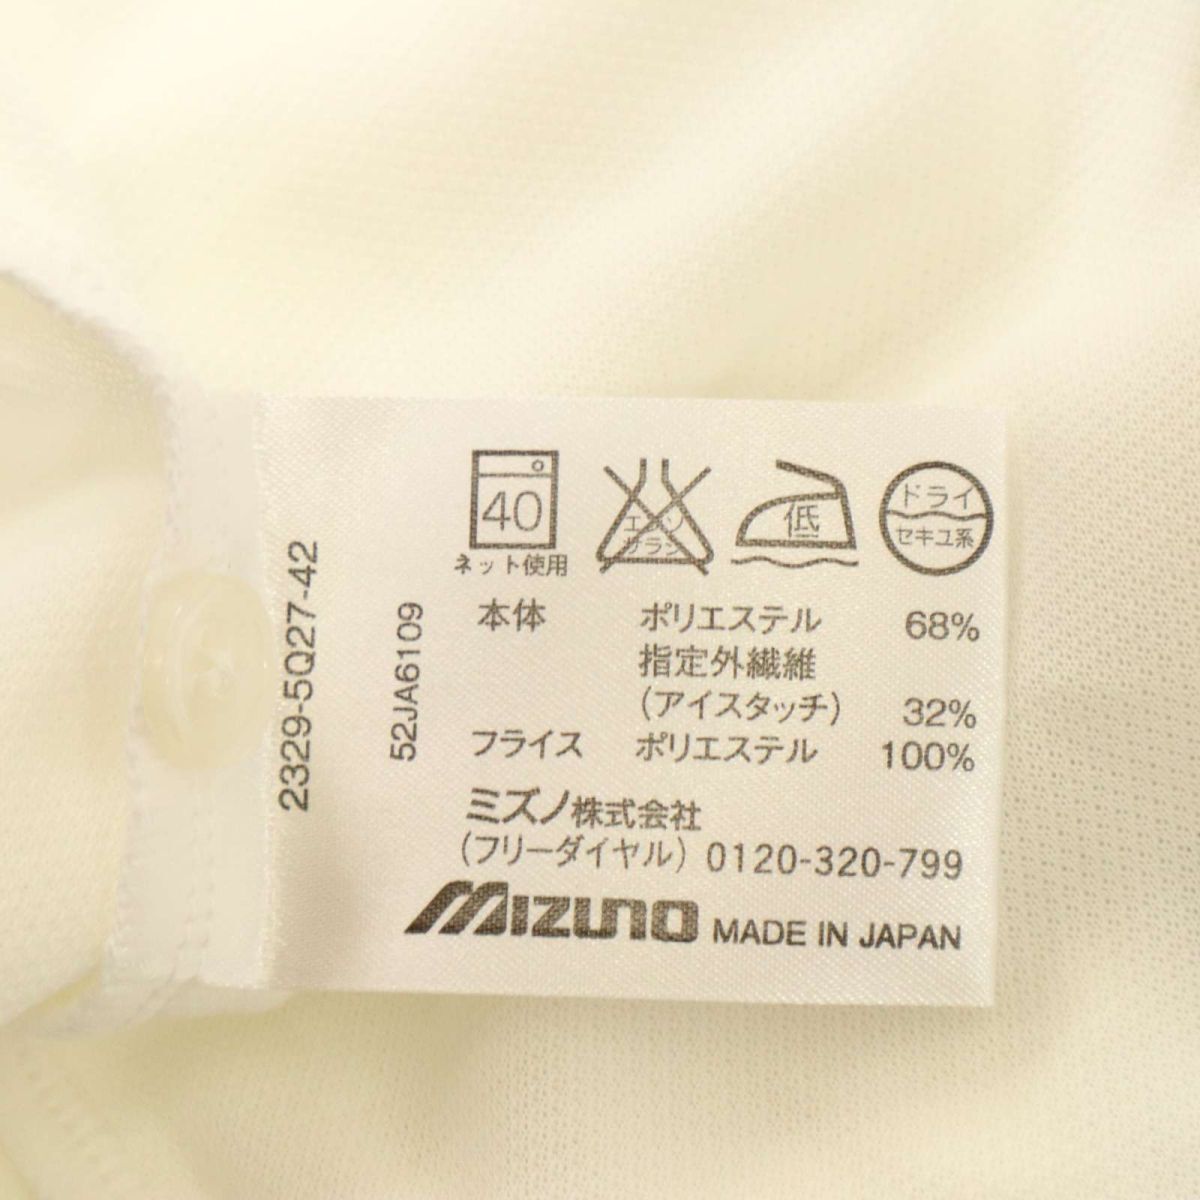 40
ネット使用
エンソ
サラシ
低
ドライ
セキユ系
本体 ポリエステル 68%
指定外繊維
(アイスタッチ) 32%
フライス ポリエステル 100%
ミズノ株式会社
(フリーダイヤル) 0120-320-799
MIZUNO MADE IN JAPAN
52JA6109
2329-5Q27-42